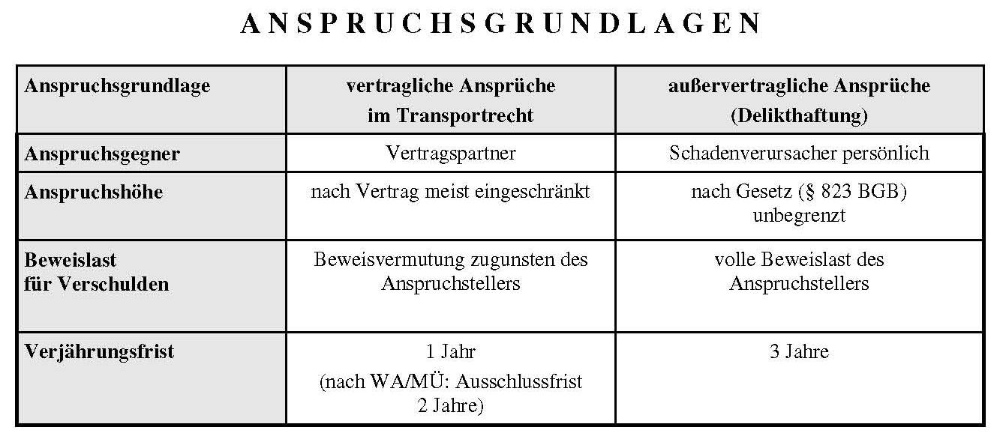 ANSPRUCHSGRUNDLAGEN
Anspruchsgrundlage
vertragliche Ansprüche
im Transportrecht
außervertragliche Ansprüche
(Delikthaftung)
Anspruchsgegner
Vertragspartner
Schadenverursacher persönlich
Anspruchshöhe
nach Vertrag meist eingeschränkt
nach Gesetz (§ 823 BGB)
unbegrenzt
Beweislast
für Verschulden
Beweisvermutung zugunsten des
Anspruchstellers
volle Beweislast des
Anspruchstellers
Verjährungsfrist
1 Jahr
(nach WA/MÜ: Ausschlussfrist
2 Jahre)
3 Jahre